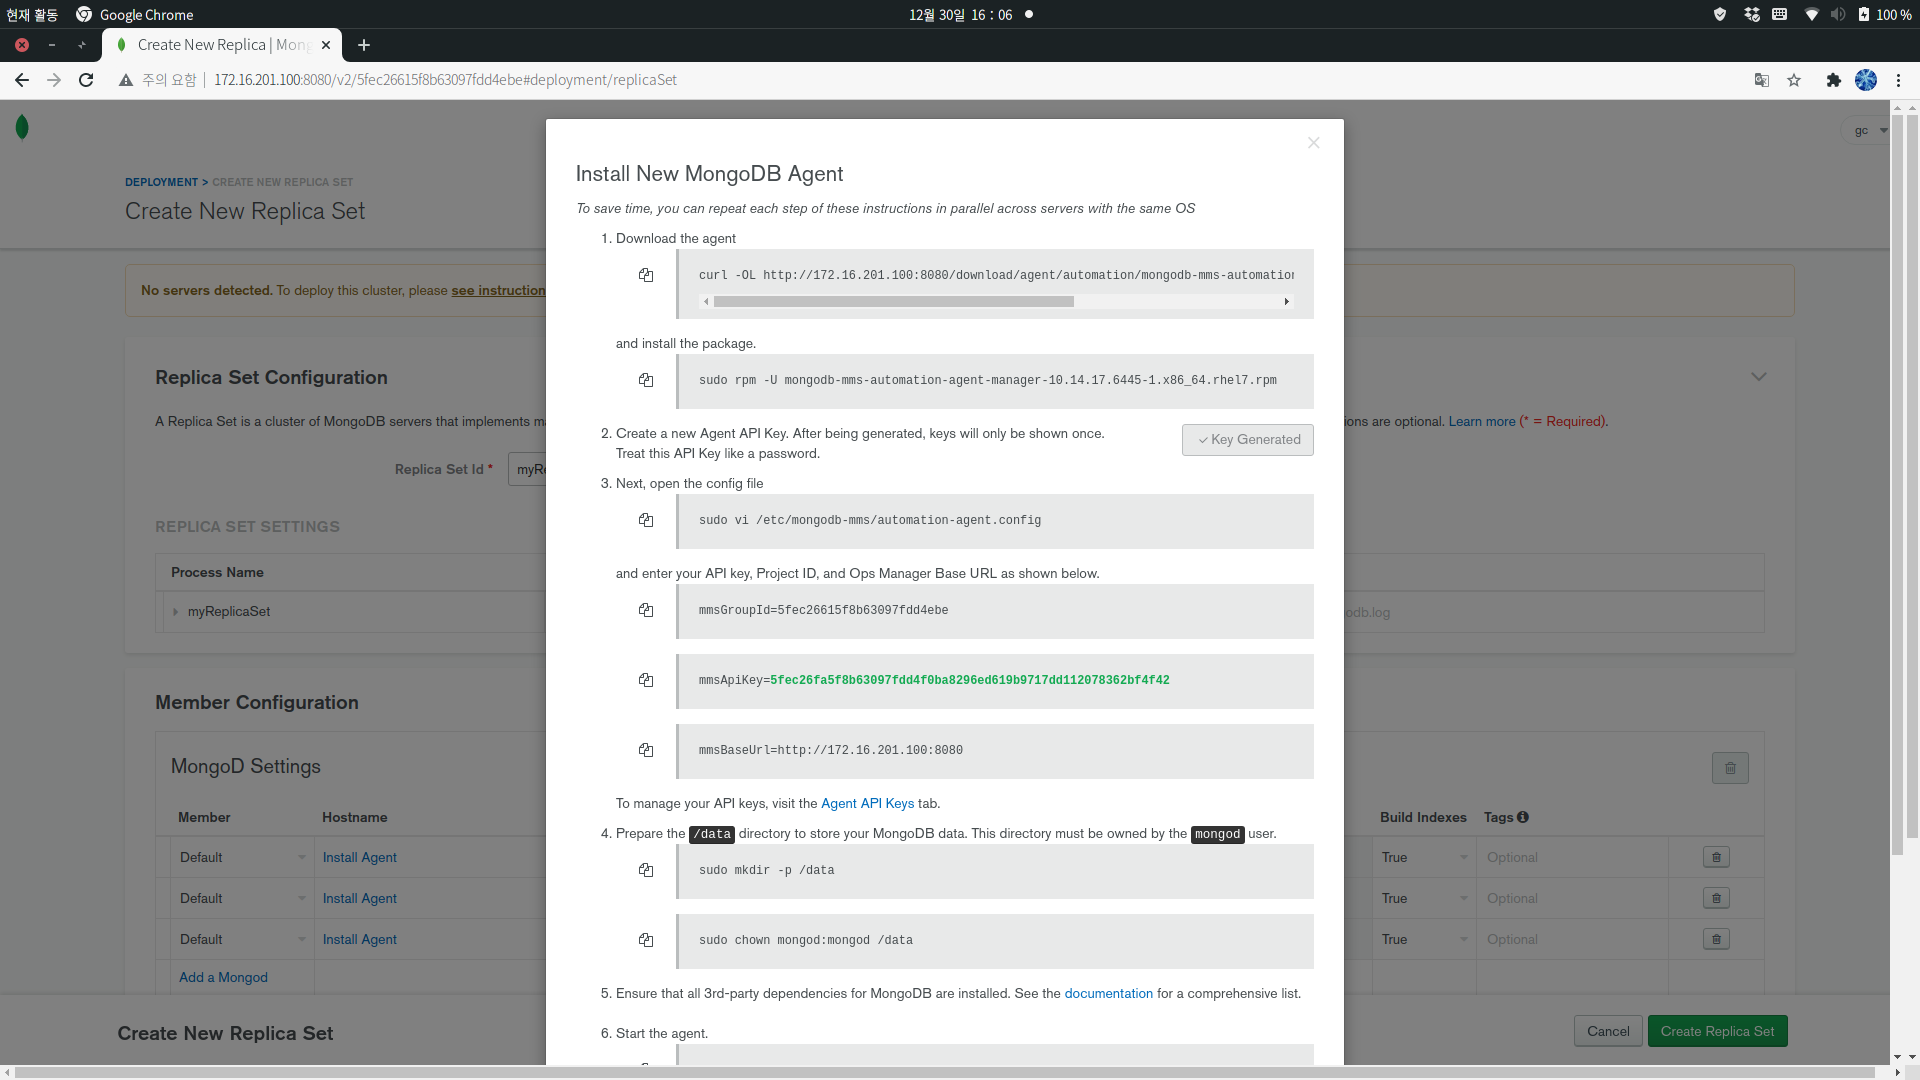 현재 활동
Google Chrome
12월 30일 16 : 06
100 %
Create New Replica | Mon
주의 요함
172.16.201.100:8080/v2/5fec26615f8b63097fdd4ebe#deployment/replicaSet
gc
DEPLOYMENT > CREATE NEW REPLICA SET
Create New Replica Set
No servers detected. To deploy this cluster, please see instruction
Replica Set Configuration
A Replica Set is a cluster of MongoDB servers that implements m
ions are optional. Learn more (* = Required).
Replica Set Id *
myRe
REPLICA SET SETTINGS
Process Name
myReplicaSet
odb.log
Member Configuration
MongoD Settings
Member Hostname Build Indexes Tags
Default Install Agent True Optional
Default Install Agent True Optional
Default Install Agent True Optional
Add a Mongod
Create New Replica Set
Cancel
Create Replica Set
Install New MongoDB Agent
To save time, you can repeat each step of these instructions in parallel across servers with the same OS
1. Download the agent
curl -OL http://172.16.201.100:8080/download/agent/automation/mongodb-mms-automation
and install the package.
sudo rpm -U mongodb-mms-automation-agent-manager-10.14.17.6445-1.x86_64.rhel7.rpm
2. Create a new Agent API Key. After being generated, keys will only be shown once.
Treat this API Key like a password.
Key Generated
3. Next, open the config file
sudo vi /etc/mongodb-mms/automation-agent.config
and enter your API key, Project ID, and Ops Manager Base URL as shown below.
mmsGroupId=5fec26615f8b63097fdd4ebe
mmsApiKey=5fec26fa5f8b63097fdd4f0ba8296ed619b9717dd112078362bf4f42
mmsBaseUrl=http://172.16.201.100:8080
To manage your API keys, visit the Agent API Keys tab.
4. Prepare the /data directory to store your MongoDB data. This directory must be owned by the mongod user.
sudo mkdir -p /data
sudo chown mongod:mongod /data
5. Ensure that all 3rd-party dependencies for MongoDB are installed. See the documentation for a comprehensive list.
6. Start the agent.